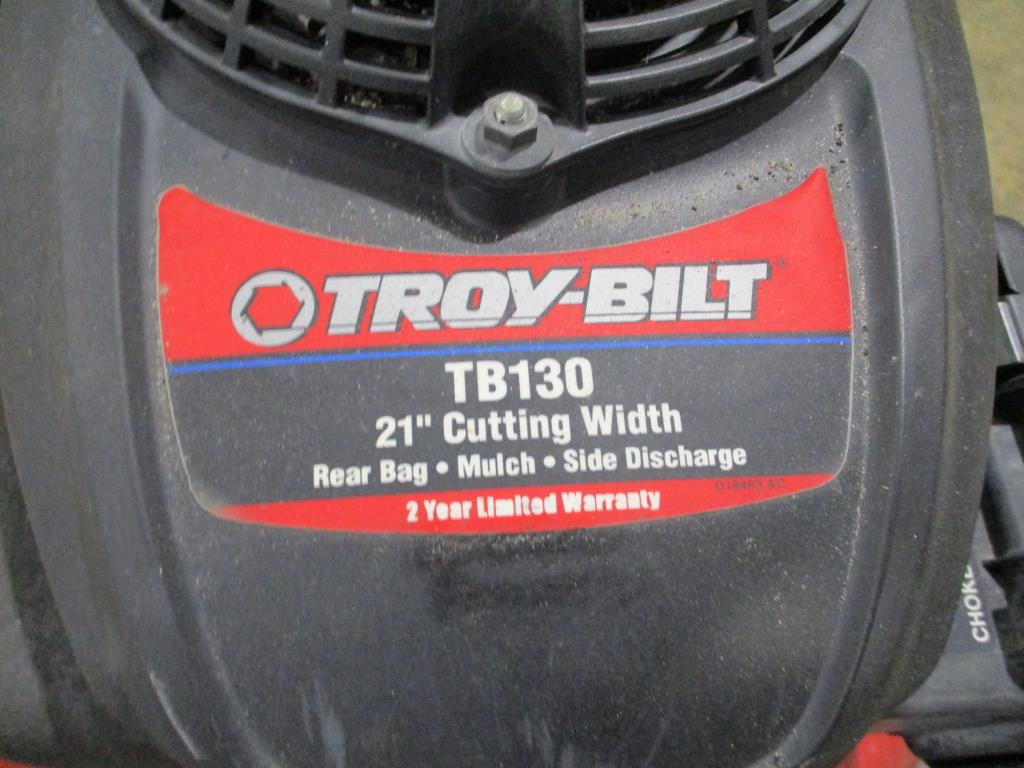 TROY-BILT®
TB130
21" Cutting Width
Rear Bag • Mulch • Side Discharge
2 Year Limited Warranty
CHOKE